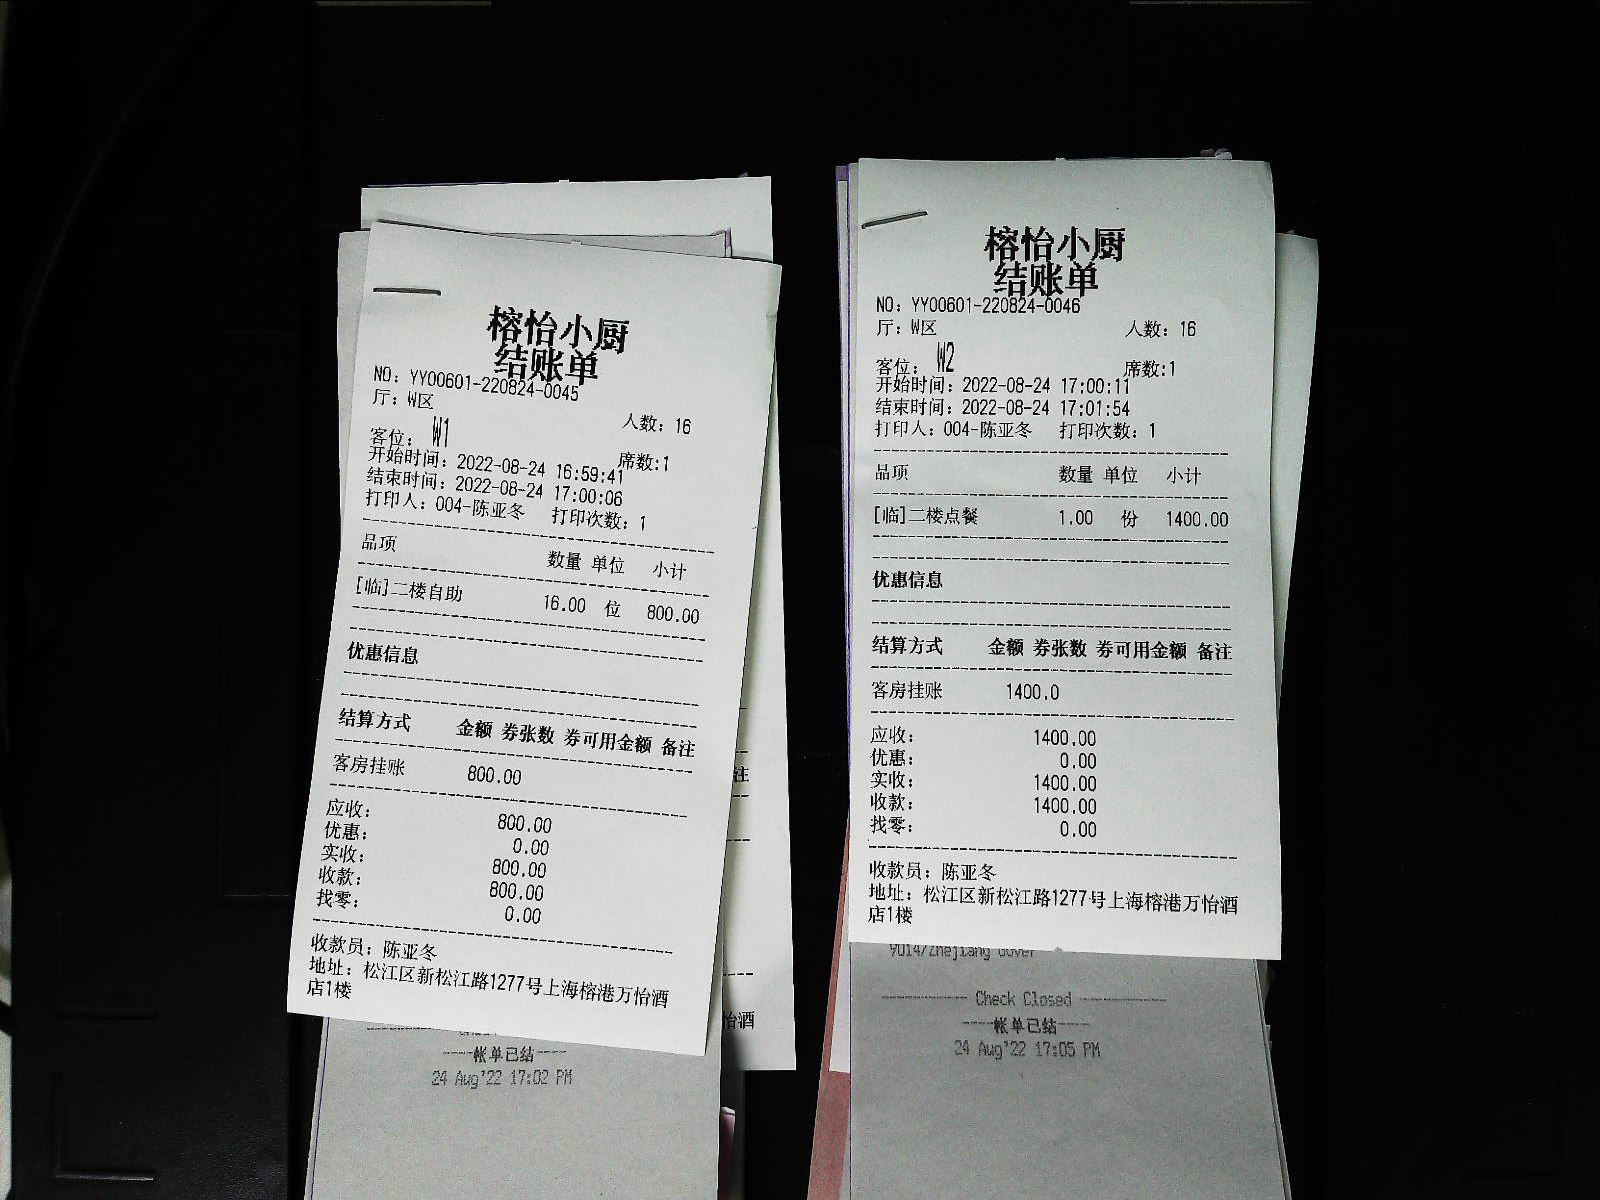 榕怡小厨
结账单
NO: YY00601-220824-0045
厅: W区
人数: 16
客位: W1
席数:1
开始时间: 2022-08-24 16:59:41
结束时间: 2022-08-24 17:00:06
打印人: 004-陈亚冬 打印次数: 1
品项 数量 单位 小计
[临]二楼自助 16.00 位 800.00
优惠信息
结算方式 金额 券张数 券可用金额 备注
客房挂账 800.00
应收: 800.00
优惠: 0.00
实收: 800.00
收款: 800.00
找零: 0.00
收款员: 陈亚冬
地址: 松江区新松江路1277号上海榕港万怡酒
店1楼
----帐单已结----
24 Aug'22 17:02 PM
注
怡酒
榕怡小厨
结账单
NO: YY00601-220824-0046
厅: W区 人数: 16
客位: W2 席数:1
开始时间: 2022-08-24 17:00:11
结束时间: 2022-08-24 17:01:54
打印人: 004-陈亚冬 打印次数: 1
品项 数量 单位 小计
[临]二楼点餐 1.00 份 1400.00
优惠信息
结算方式 金额 券张数 券可用金额 备注
客房挂账 1400.0
应收: 1400.00
优惠: 0.00
实收: 1400.00
收款: 1400.00
找零: 0.00
收款员: 陈亚冬
地址: 松江区新松江路1277号上海榕港万怡酒
店1楼
9014/Zhejiang Gover
Check Closed
----帐单已结----
24 Aug'22 17:05 PM